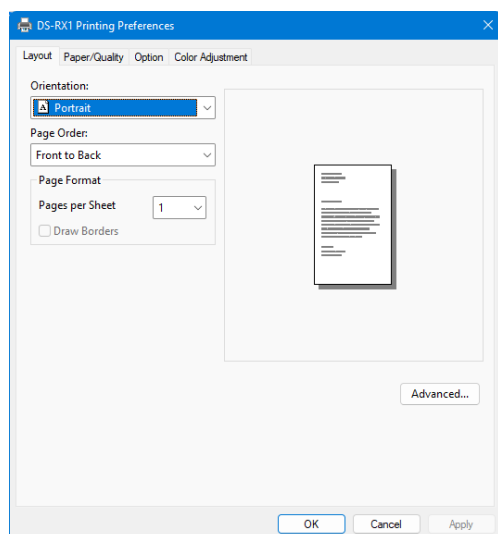 DS-RX1 Printing Preferences
Layout Paper/Quality Option Color Adjustment
Orientation:
A Portrait
Page Order:
Front to Back
Page Format
Pages per Sheet 1
Draw Borders
Advanced...
OK Cancel Apply